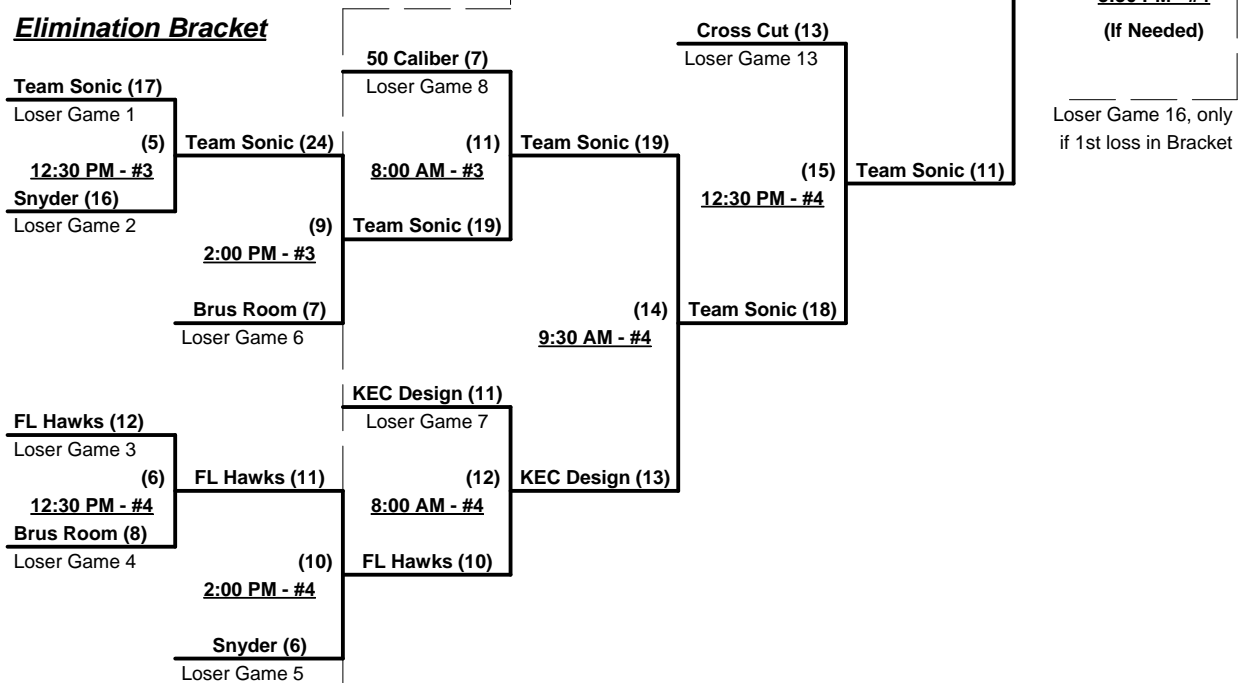 Elimination Bracket
Cross Cut (13)
(If Needed)
50 Caliber (7)
Loser Game 13
Team Sonic (17)
Loser Game 8
Loser Game 1
Loser Game 16, only
(5)
Team Sonic (24)
(11)
Team Sonic (19)
if 1st loss in Bracket
12:30 PM - #3
8:00 AM - #3
(15)
Team Sonic (11)
Snyder (16)
12:30 PM - #4
Loser Game 2
(9)
Team Sonic (19)
2:00 PM - #3
Brus Room (7)
(14)
Team Sonic (18)
Loser Game 6
9:30 AM - #4
KEC Design (11)
FL Hawks (12)
Loser Game 7
Loser Game 3
(6)
FL Hawks (11)
(12)
KEC Design (13)
12:30 PM - #4
8:00 AM - #4
Brus Room (8)
Loser Game 4
(10)
FL Hawks (10)
2:00 PM - #4
Snyder (6)
Loser Game 5